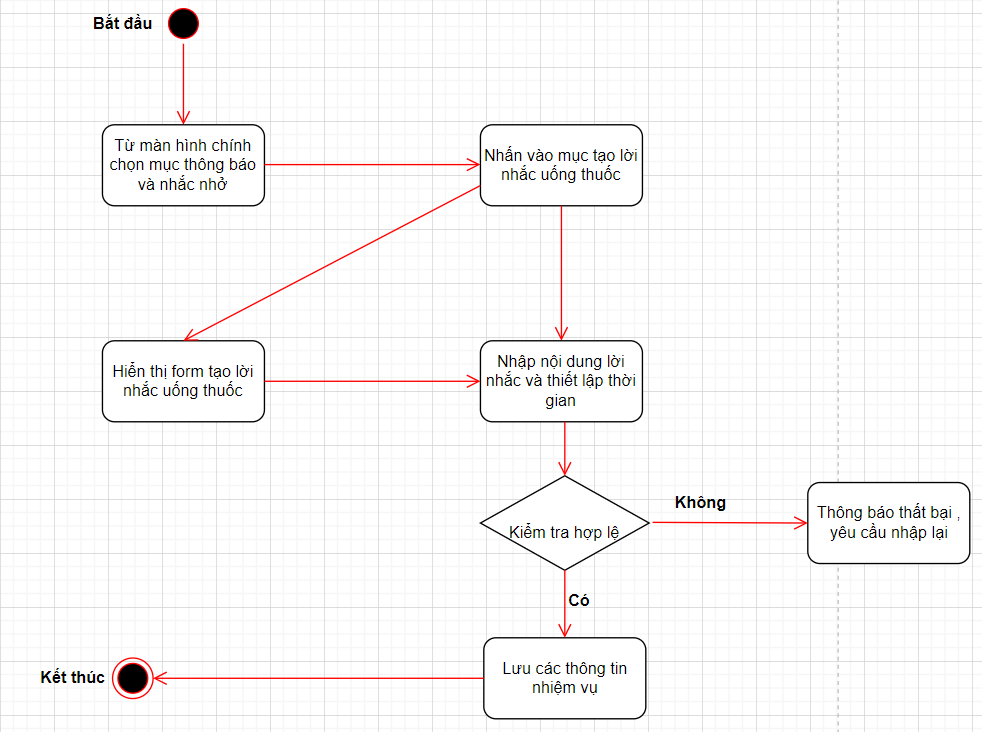 Bắt đầu
Từ màn hình chính
chọn mục thông báo
và nhắc nhở
Nhấn vào mục tạo lời
nhắc uống thuốc
Hiển thị form tạo lời
nhắc uống thuốc
Nhập nội dung lời
nhắc và thiết lập thời
gian
Kiểm tra hợp lệ
Không
Thông báo thất bại ,
yêu cầu nhập lại
Có
Lưu các thông tin
nhiệm vụ
Kết thúc